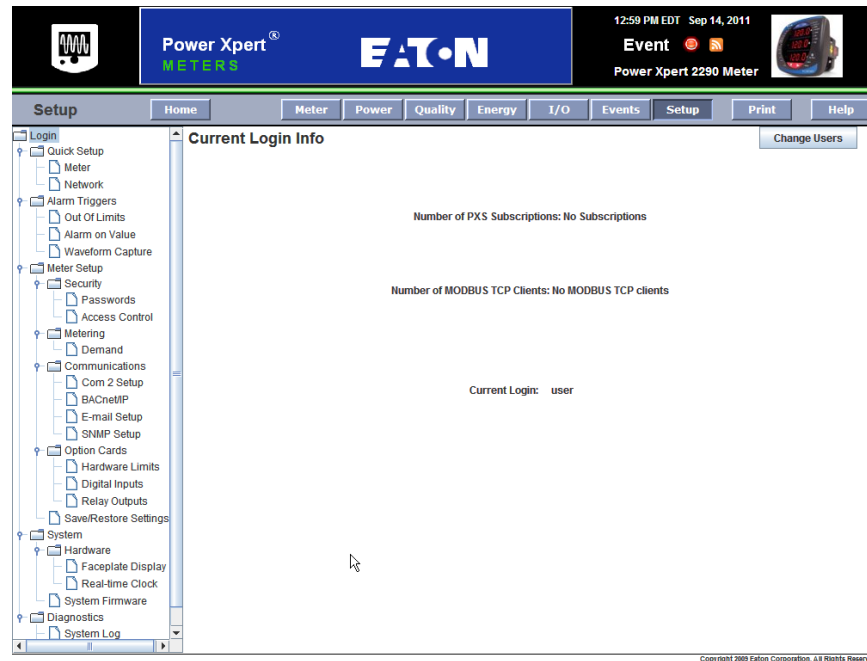 Power Xpert®
METERS
EATON
12:59 PM EDT Sep 14, 2011
Event
Power Xpert 2290 Meter
Setup
Home
Meter
Power
Quality
Energy
I/O
Events
Setup
Print
Help
Login
Quick Setup
Meter
Network
Alarm Triggers
Out Of Limits
Alarm on Value
Waveform Capture
Meter Setup
Security
Passwords
Access Control
Metering
Demand
Communications
Com 2 Setup
BACnet/IP
E-mail Setup
SNMP Setup
Option Cards
Hardware Limits
Digital Inputs
Relay Outputs
Save/Restore Settings
System
Hardware
Faceplate Display
Real-time Clock
System Firmware
Diagnostics
System Log
Current Login Info
Change Users
Number of PXS Subscriptions: No Subscriptions
Number of MODBUS TCP Clients: No MODBUS TCP clients
Current Login: user
Copyright 2009 Eaton Corporation. All Rights Reser